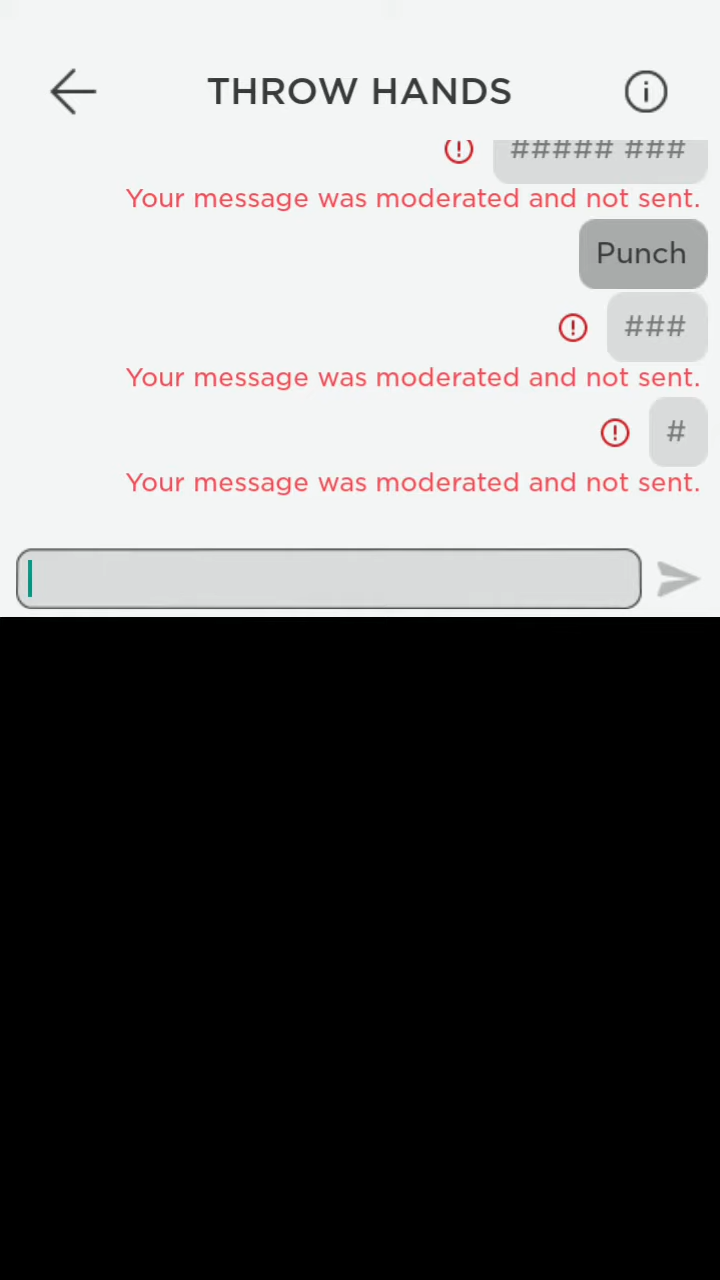 THROW HANDS
##### ###
Your message was moderated and not sent.
Punch
###
Your message was moderated and not sent.
#
Your message was moderated and not sent.